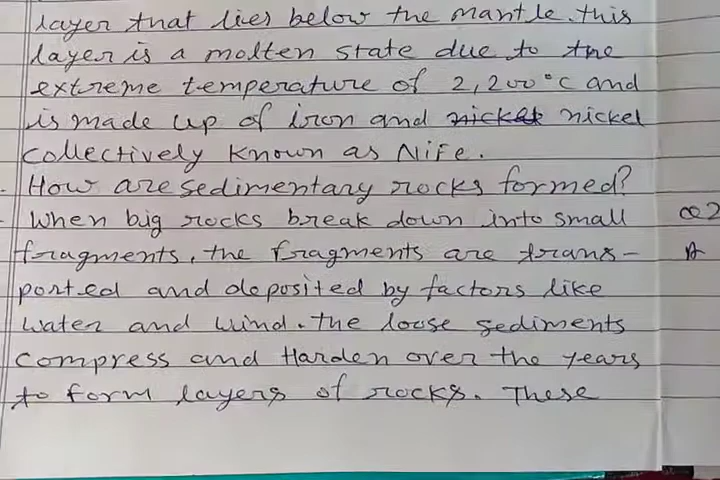 layer that lies below the mantle. this
layer is a molten state due to the
extreme temperature of 2,200°C and
is made up of iron and nickel nickel
collectively known as NiFe.
How are sedimentary rocks formed?
When big rocks break down into small
fragments, the fragments are trans-
ported and deposited by factors like
water and wind. the loose sediments
compress and Harden over the years
to form layers of rocks. These